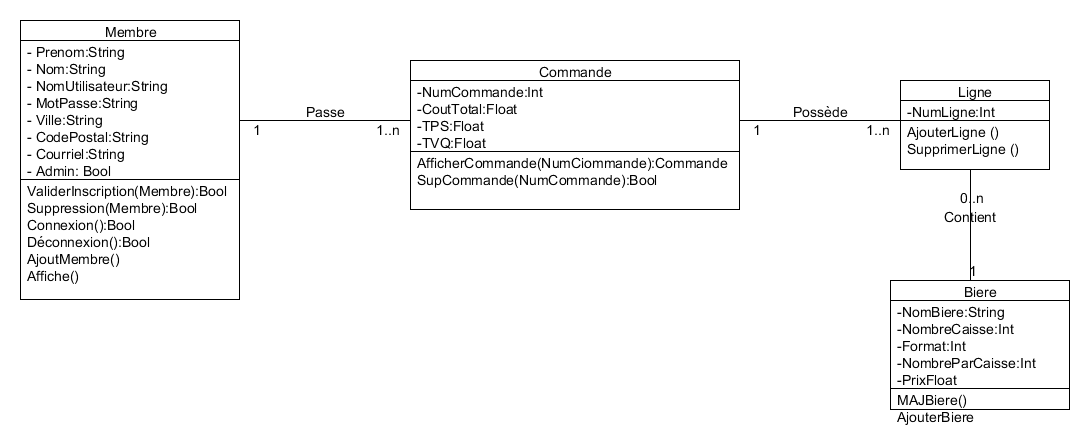 Membre
- Prenom:String
- Nom:String
- NomUtilisateur:String
- MotPasse:String
- Ville:String
- CodePostal:String
- Courriel:String
- Admin: Bool
ValiderInscription(Membre):Bool
Suppression(Membre):Bool
Connexion():Bool
Déconnexion():Bool
AjoutMembre()
Affiche()
Passe
1
1..n
Commande
-NumCommande:Int
-CoutTotal:Float
-TPS:Float
-TVQ:Float
AfficherCommande(NumCiommande):Commande
SupCommande(NumCommande):Bool
Possède
1
1..n
Ligne
-NumLigne:Int
AjouterLigne ()
SupprimerLigne ()
0..n
Contient
1
Biere
-NomBiere:String
-NombreCaisse:Int
-Format:Int
-NombreParCaisse:Int
-PrixFloat
MAJBiere()
AjouterBiere